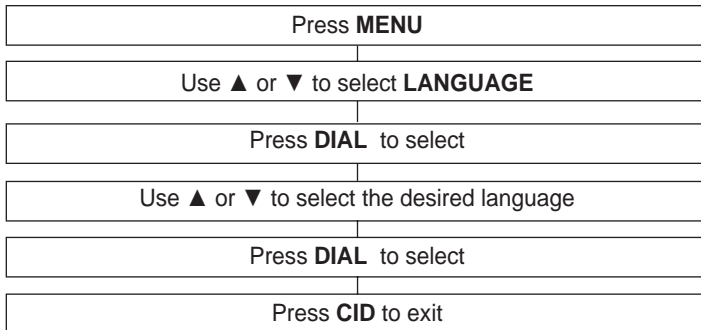 Press MENU
Use ▲ or ▼ to select LANGUAGE
Press DIAL to select
Use ▲ or ▼ to select the desired language
Press DIAL to select
Press CID to exit